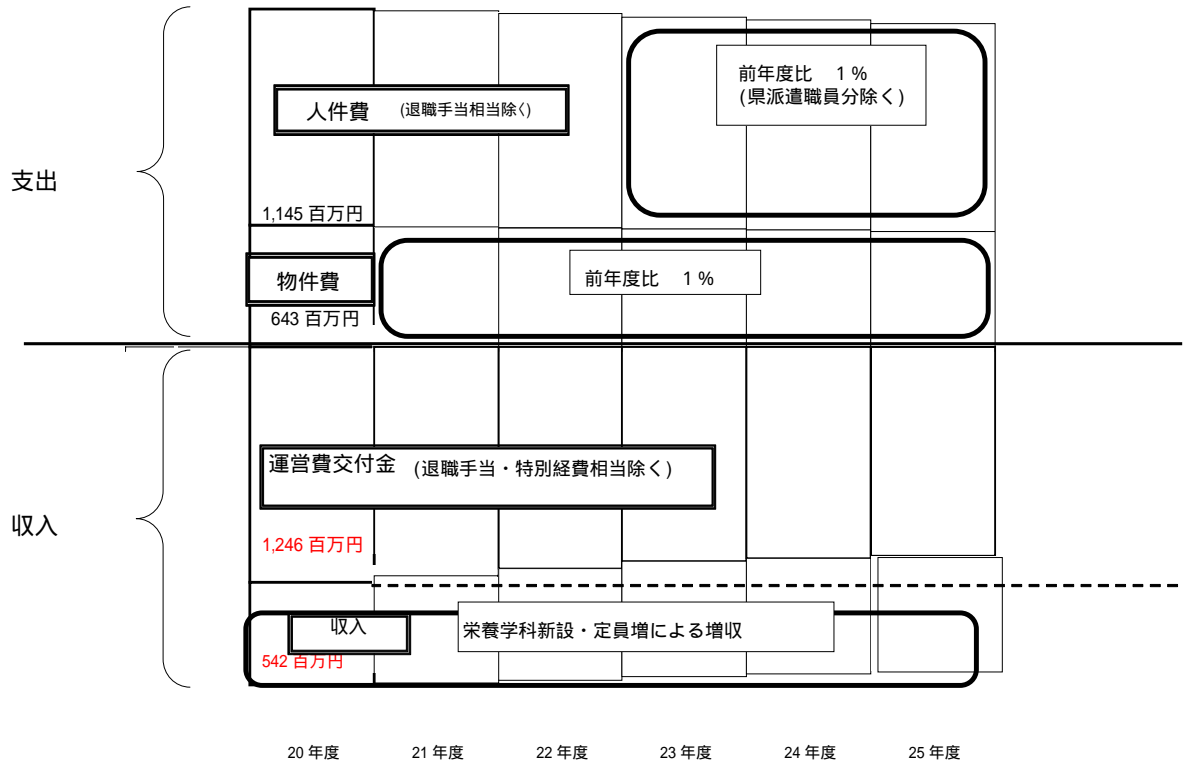 前年度比 1%
(県派遣職員分除く)
人件費 (退職手当相当除く)
支出
1,145 百万円
物件費
前年度比 1%
643 百万円
運営費交付金 (退職手当・特別経費相当除く)
収入
1,246 百万円
収入
栄養学科新設・定員増による増収
542 百万円
20 年度 21 年度 22 年度 23 年度 24 年度 25 年度